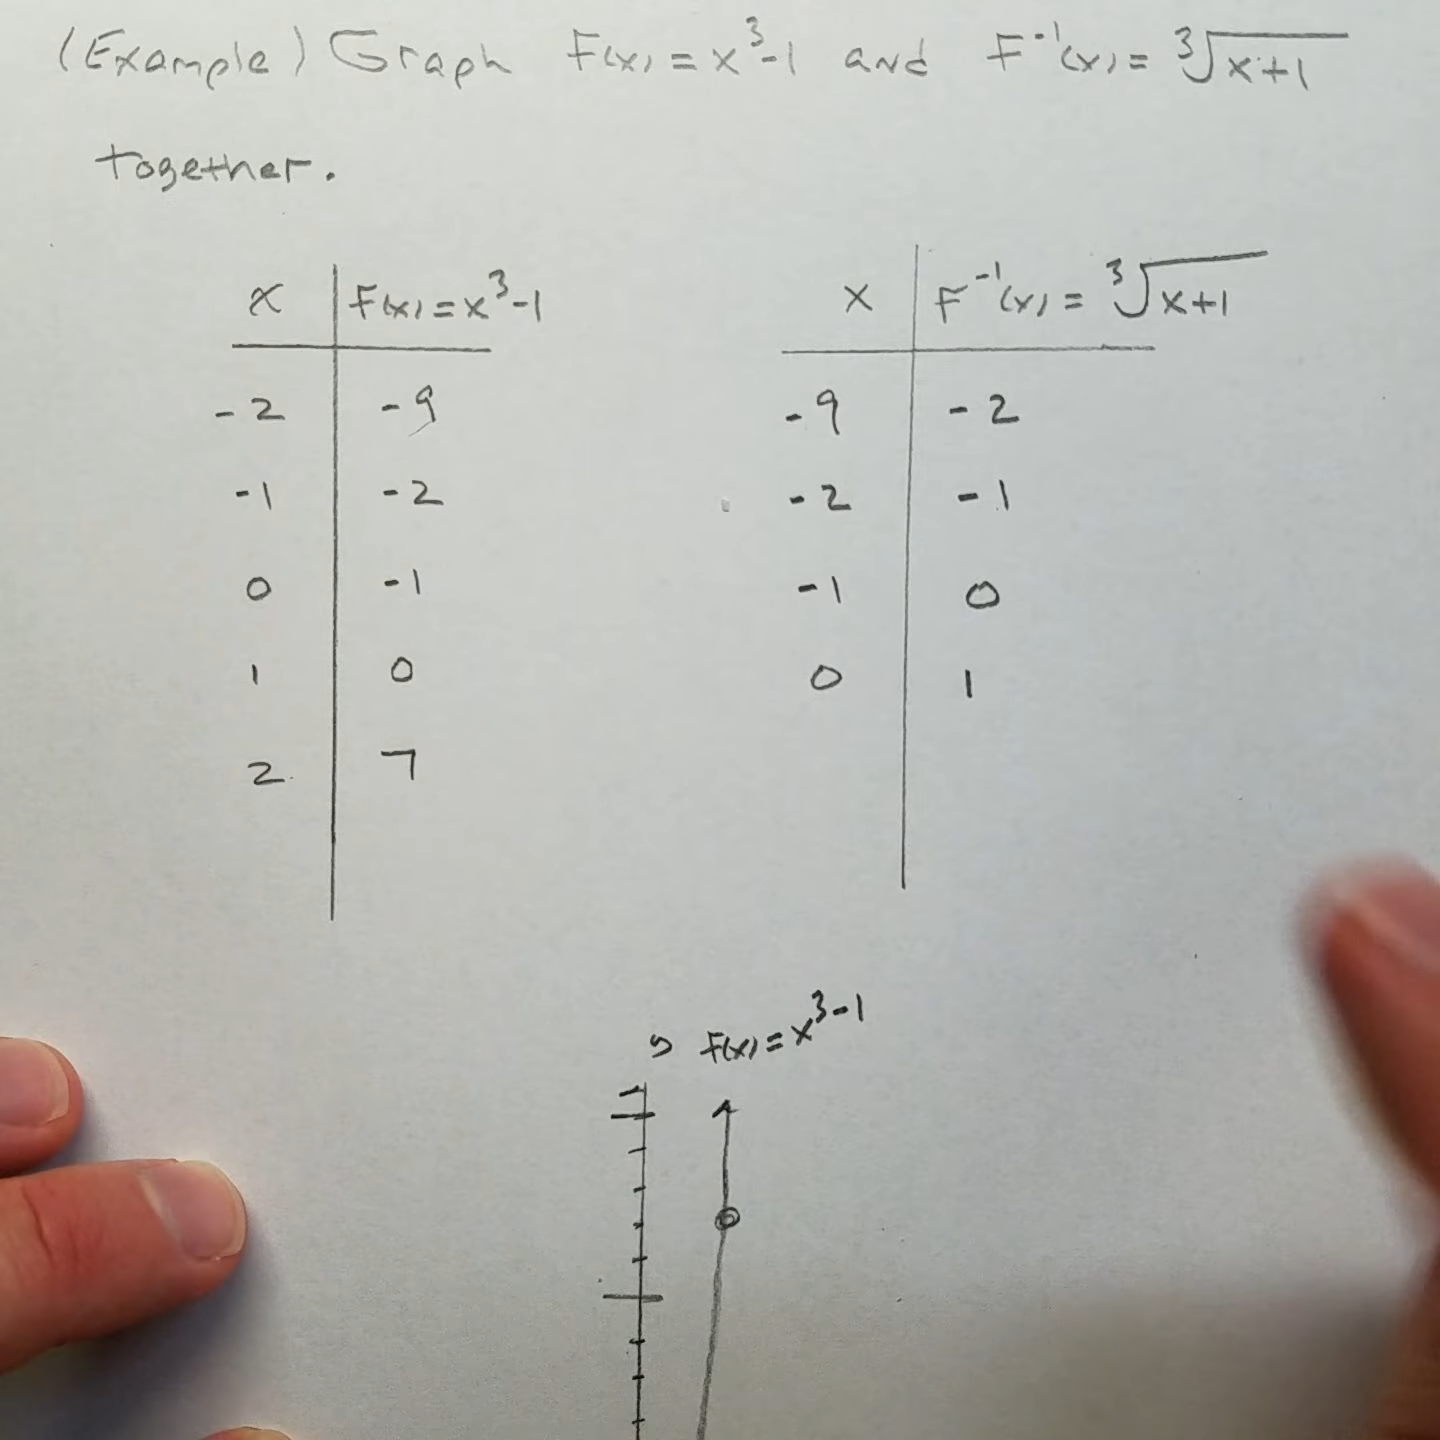 (Example) Graph F(x) = x³-1 and F⁻¹(x) = ∛(x+1)
together.
x | F(x) = x³-1
-2 | -9
-1 | -2
0 | -1
1 | 0
2 | 7
x | F⁻¹(x) = ∛(x+1)
-9 | -2
-2 | -1
-1 | 0
0 | 1
y F(x) = x³-1